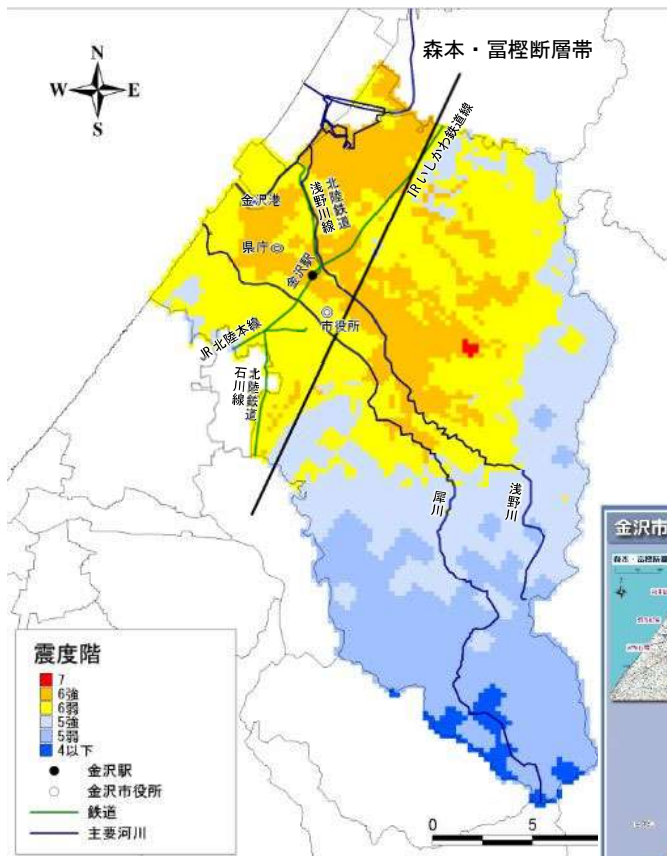 森本・冨樫断層帯
N
W
E
S
JRいしかわ鉄道線
北陸鉄道
浅野川線
金沢港
県庁
金沢駅
市役所
JR北陸本線
北陸鉄道
石川線
犀川
浅野川
金沢市
震度階
7
6強
6弱
5強
5弱
4以下
金沢駅
金沢市役所
鉄道
主要河川
0
5